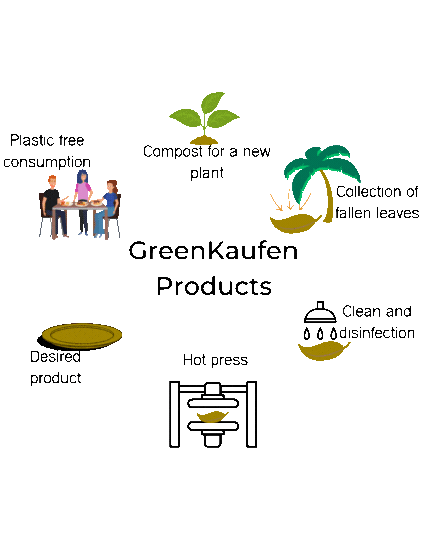 Compost for a new
plant
Collection of
fallen leaves
Clean and
disinfection
Hot press
Desired
product
Plastic free
consumption
GreenKaufen
Products